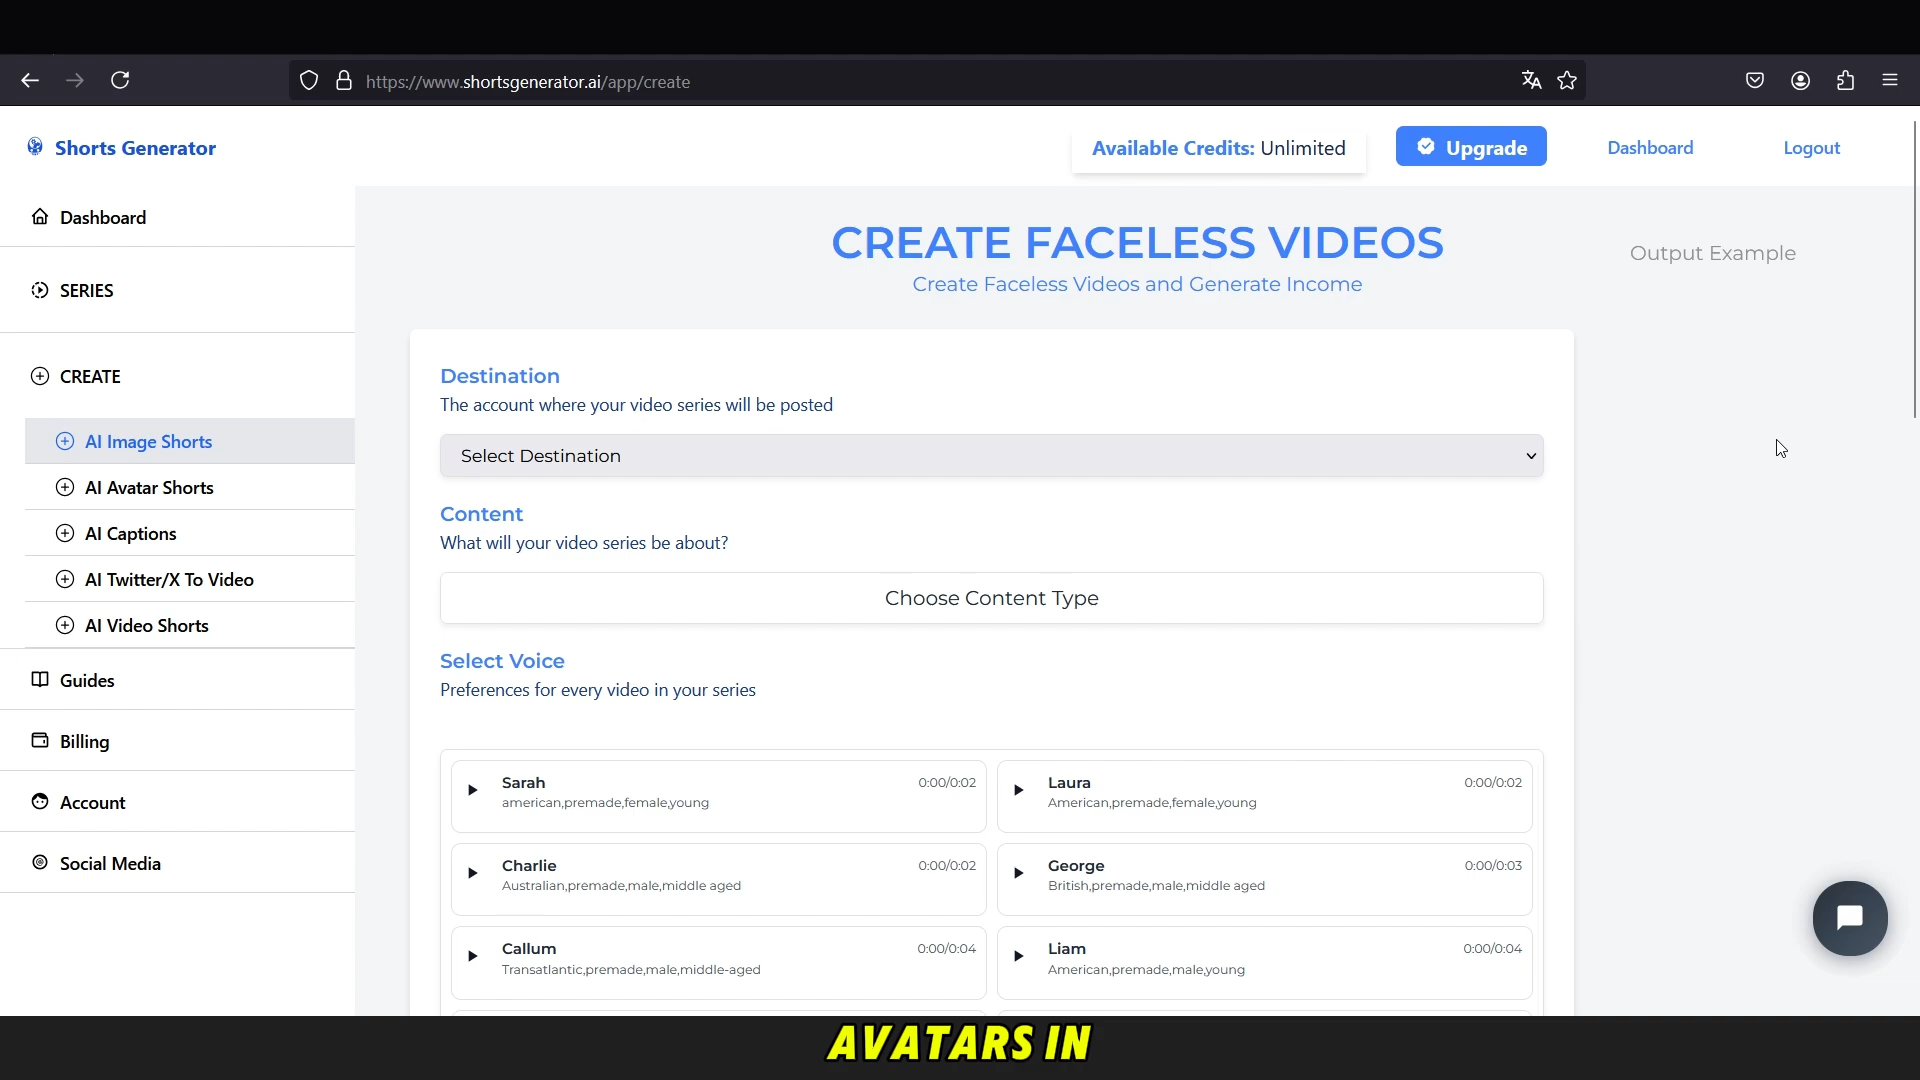 https://www.shortsgenerator.ai/app/create
Shorts Generator
Available Credits: Unlimited
Upgrade
Dashboard
Logout
Dashboard
SERIES
CREATE
AI Image Shorts
AI Avatar Shorts
AI Captions
AI Twitter/X To Video
AI Video Shorts
Guides
Billing
Account
Social Media
CREATE FACELESS VIDEOS
Create Faceless Videos and Generate Income
Output Example
Destination
The account where your video series will be posted
Select Destination
Content
What will your video series be about?
Choose Content Type
Select Voice
Preferences for every video in your series
Sarah 0:00/0:02
american,premade,female,young
Laura 0:00/0:02
American,premade,female,young
Charlie 0:00/0:02
Australian,premade,male,middle aged
George 0:00/0:03
British,premade,male,middle aged
Callum 0:00/0:04
Transatlantic,premade,male,middle-aged
Liam 0:00/0:04
American,premade,male,young
AVATARS IN